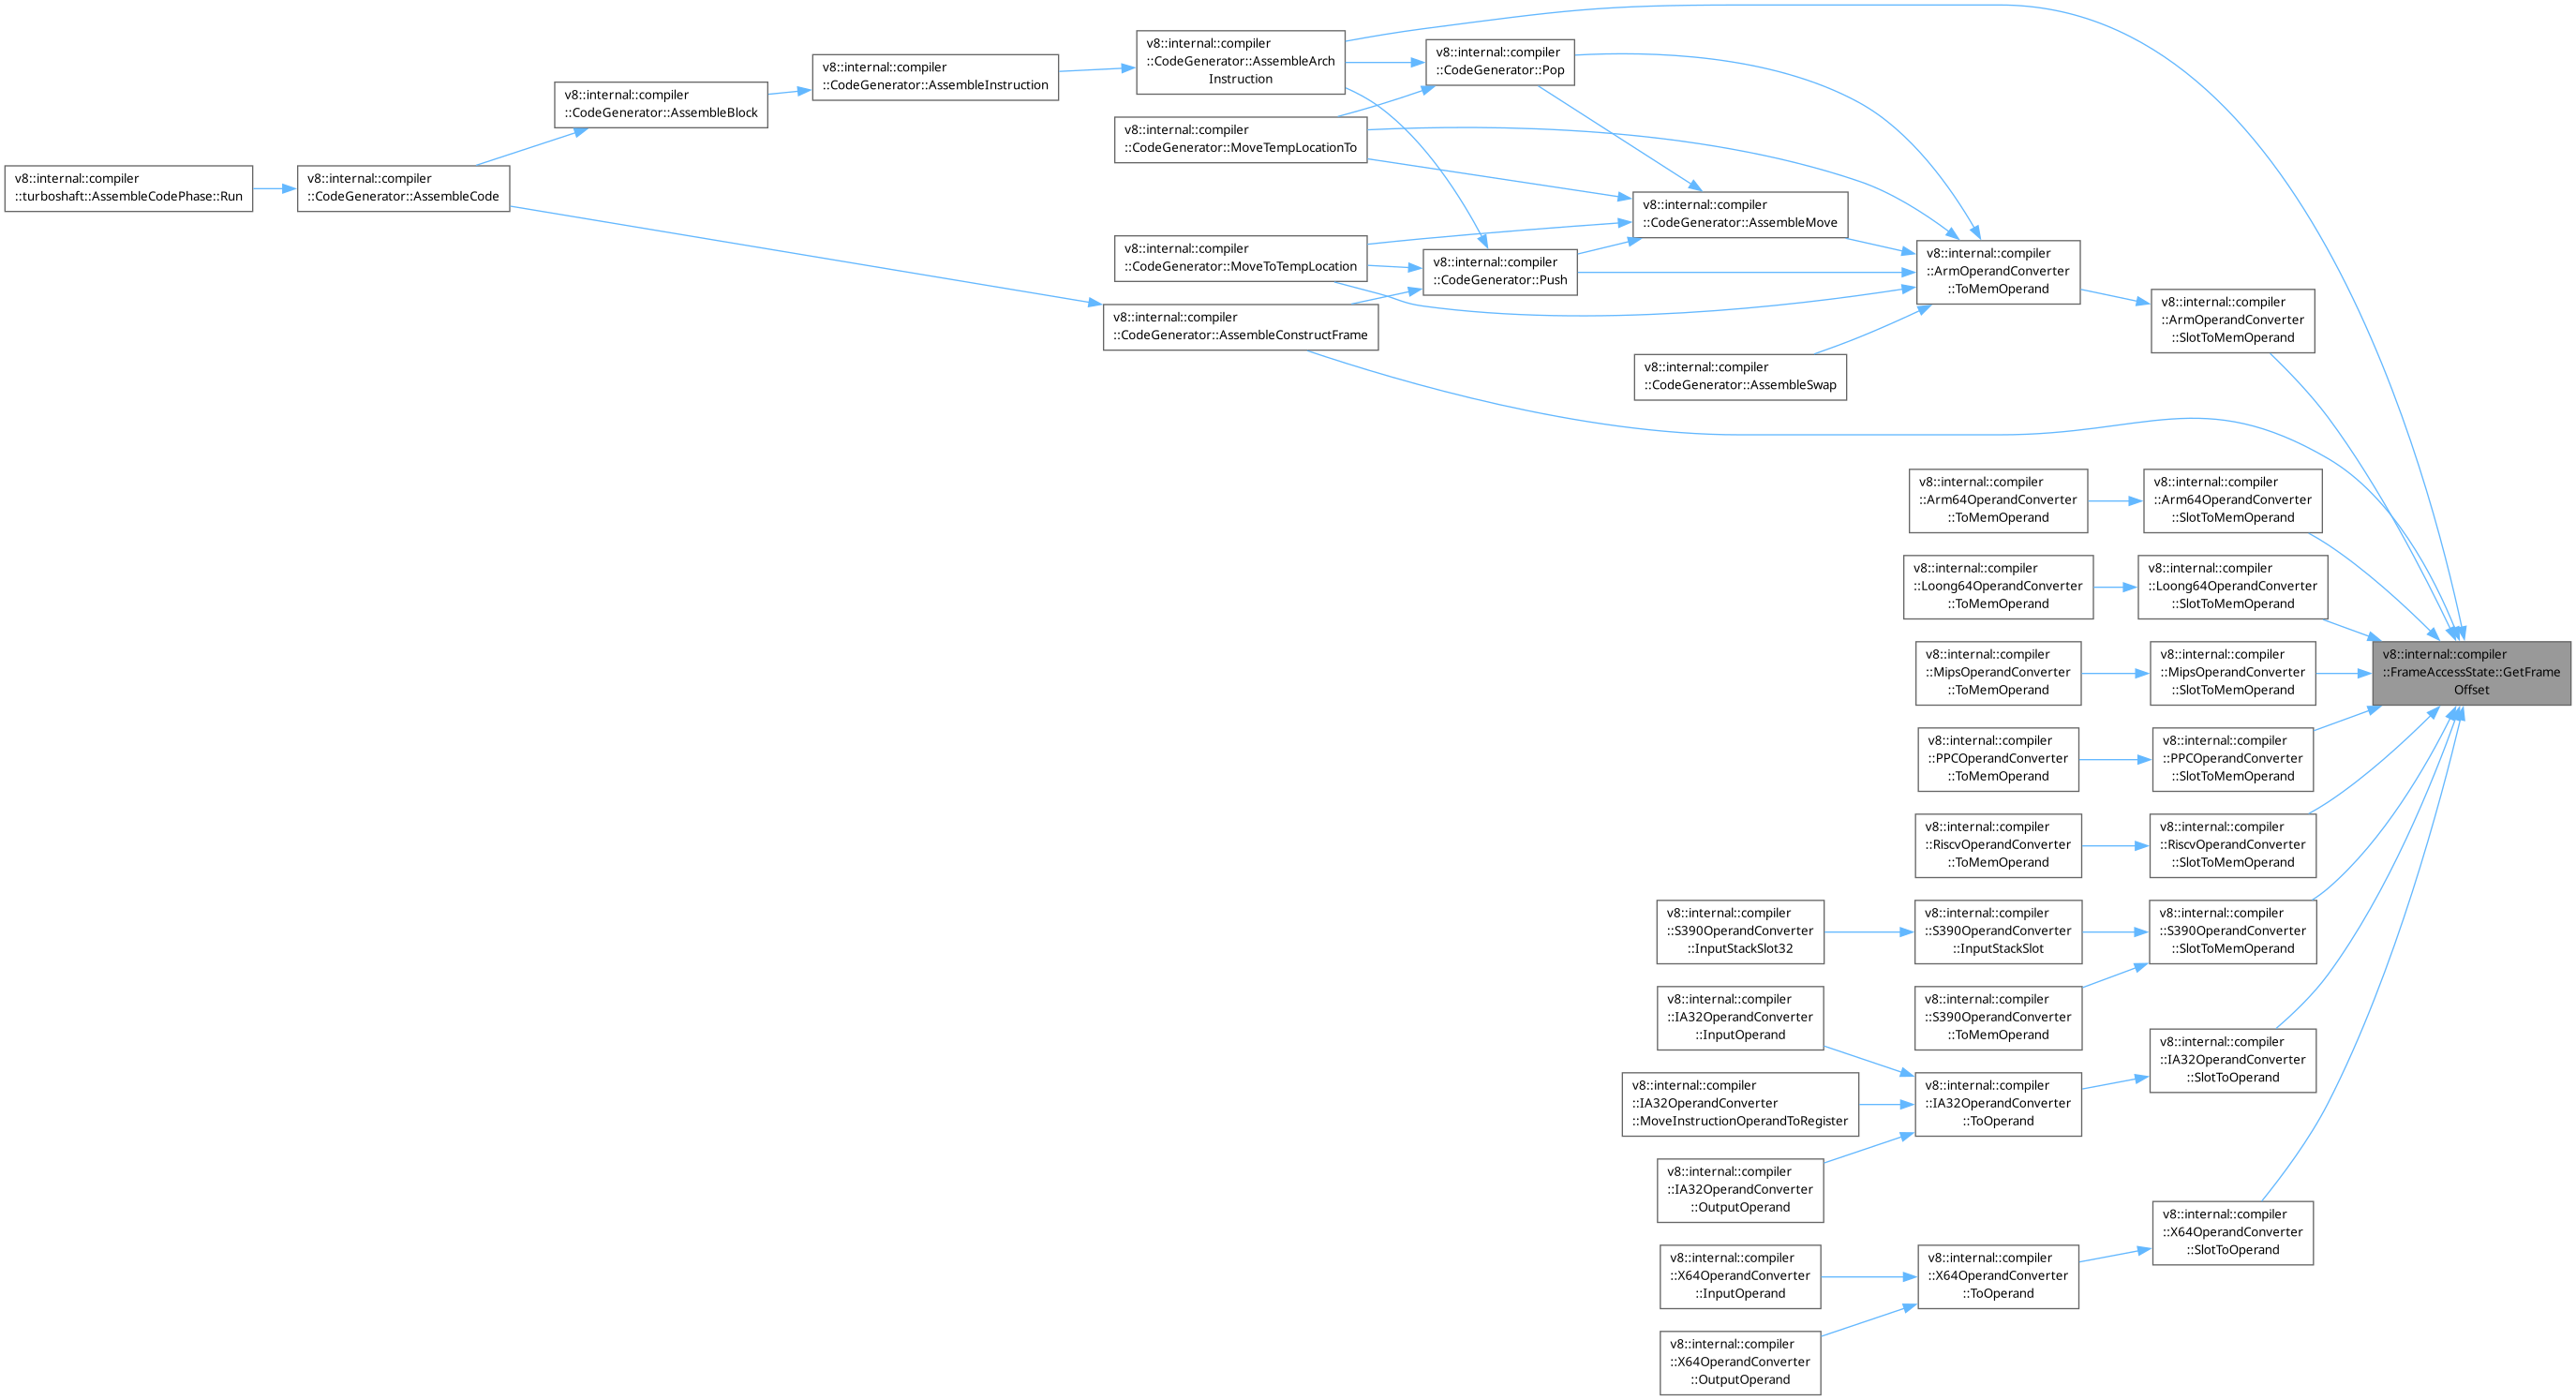 v8::internal::compiler
::turboshaft::AssembleCodePhase::Run
v8::internal::compiler
::CodeGenerator::AssembleCode
v8::internal::compiler
::CodeGenerator::AssembleBlock
v8::internal::compiler
::CodeGenerator::AssembleInstruction
v8::internal::compiler
::CodeGenerator::AssembleArch
Instruction
v8::internal::compiler
::CodeGenerator::MoveTempLocationTo
v8::internal::compiler
::CodeGenerator::MoveToTempLocation
v8::internal::compiler
::CodeGenerator::AssembleConstructFrame
v8::internal::compiler
::CodeGenerator::Pop
v8::internal::compiler
::CodeGenerator::Push
v8::internal::compiler
::CodeGenerator::AssembleMove
v8::internal::compiler
::CodeGenerator::AssembleSwap
v8::internal::compiler
::ArmOperandConverter
::ToMemOperand
v8::internal::compiler
::ArmOperandConverter
::SlotToMemOperand
v8::internal::compiler
::Arm64OperandConverter
::ToMemOperand
v8::internal::compiler
::Arm64OperandConverter
::SlotToMemOperand
v8::internal::compiler
::Loong64OperandConverter
::ToMemOperand
v8::internal::compiler
::Loong64OperandConverter
::SlotToMemOperand
v8::internal::compiler
::MipsOperandConverter
::ToMemOperand
v8::internal::compiler
::MipsOperandConverter
::SlotToMemOperand
v8::internal::compiler
::FrameAccessState::GetFrame
Offset
v8::internal::compiler
::PPCOperandConverter
::ToMemOperand
v8::internal::compiler
::PPCOperandConverter
::SlotToMemOperand
v8::internal::compiler
::RiscvOperandConverter
::ToMemOperand
v8::internal::compiler
::RiscvOperandConverter
::SlotToMemOperand
v8::internal::compiler
::S390OperandConverter
::InputStackSlot32
v8::internal::compiler
::S390OperandConverter
::InputStackSlot
v8::internal::compiler
::S390OperandConverter
::SlotToMemOperand
v8::internal::compiler
::S390OperandConverter
::ToMemOperand
v8::internal::compiler
::IA32OperandConverter
::InputOperand
v8::internal::compiler
::IA32OperandConverter
::MoveInstructionOperandToRegister
v8::internal::compiler
::IA32OperandConverter
::OutputOperand
v8::internal::compiler
::IA32OperandConverter
::ToOperand
v8::internal::compiler
::IA32OperandConverter
::SlotToOperand
v8::internal::compiler
::X64OperandConverter
::InputOperand
v8::internal::compiler
::X64OperandConverter
::OutputOperand
v8::internal::compiler
::X64OperandConverter
::ToOperand
v8::internal::compiler
::X64OperandConverter
::SlotToOperand